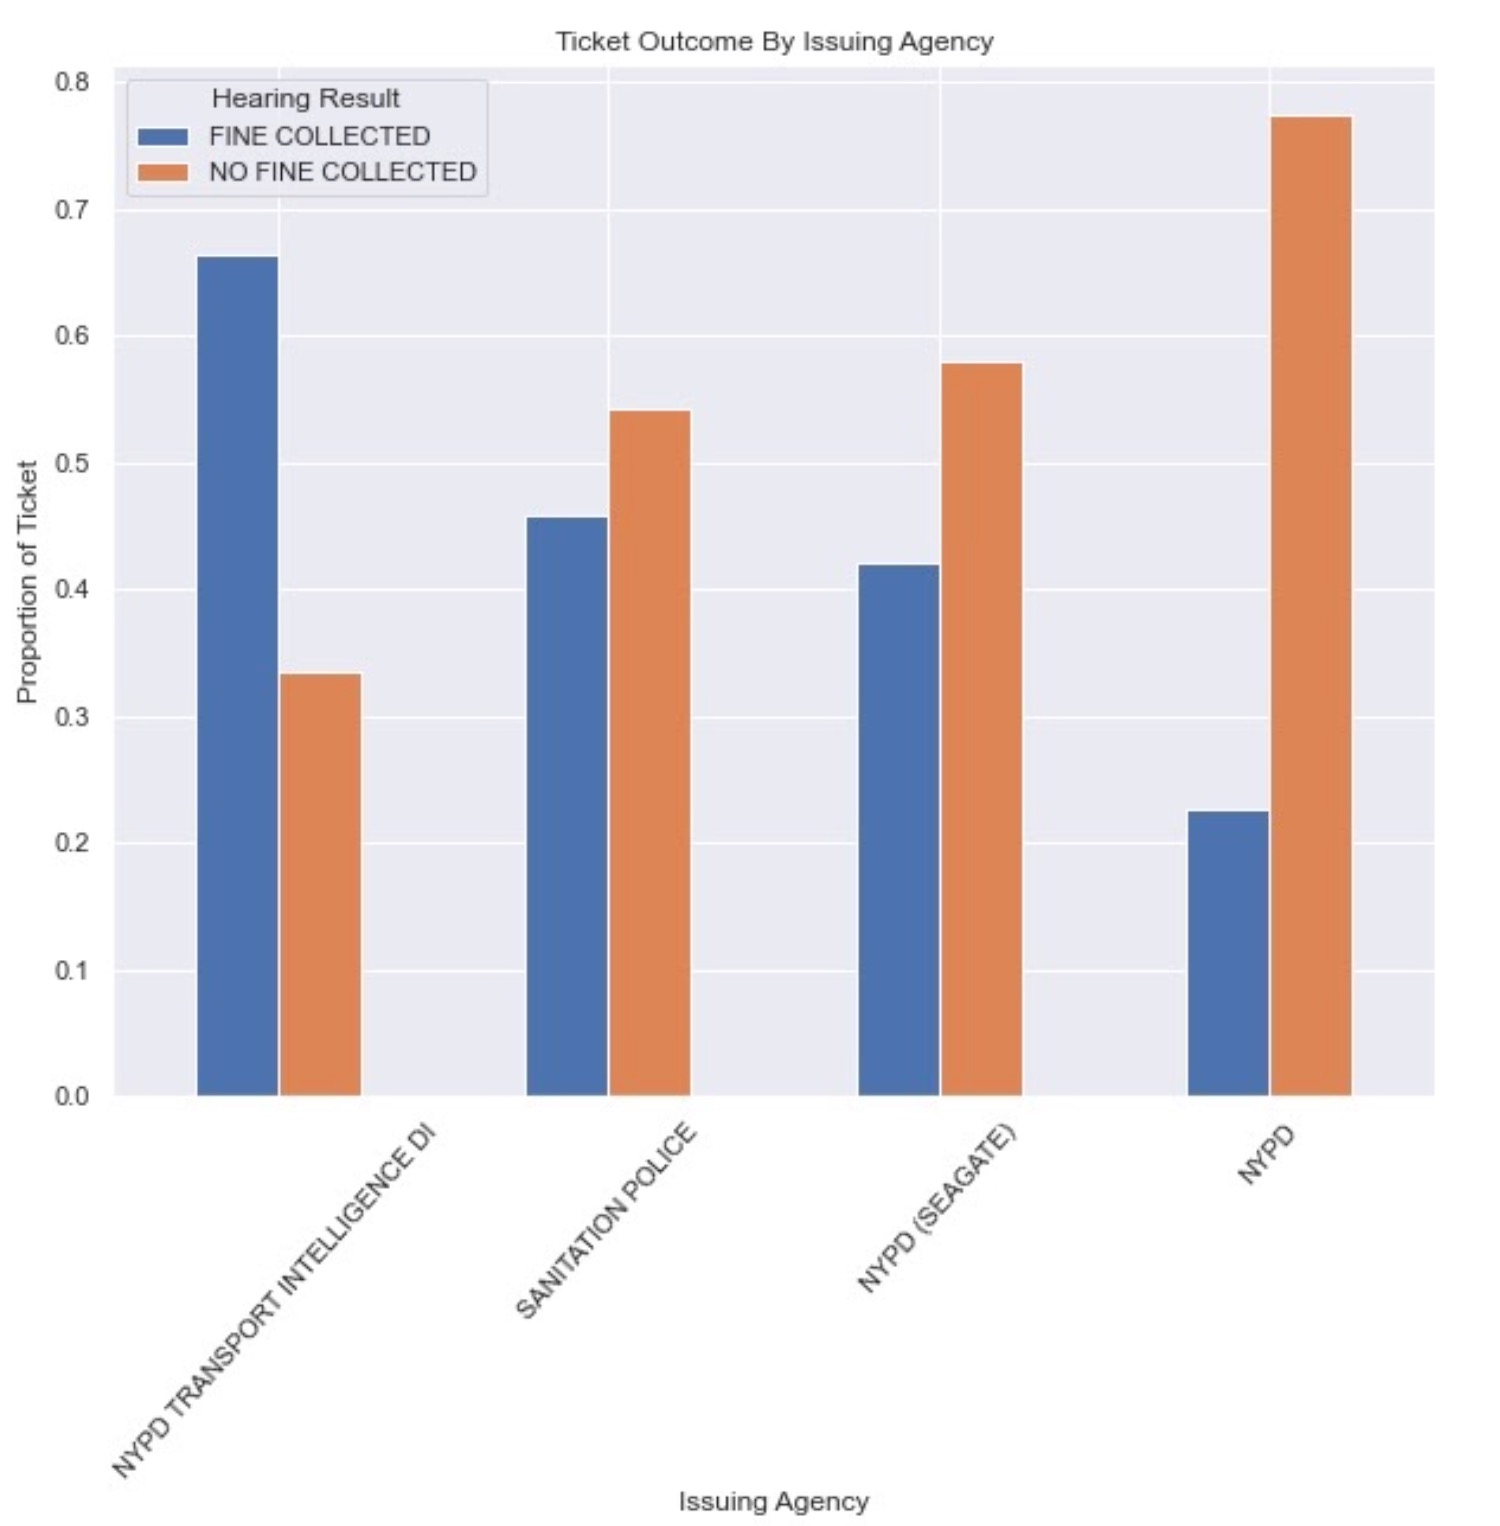 Ticket Outcome By Issuing Agency
Hearing Result
FINE COLLECTED
NO FINE COLLECTED
0.8
0.7
0.6
0.5
0.4
0.3
0.2
0.1
0.0
Proportion of Ticket
NYPD TRANSPORT INTELLIGENCE DI
SANITATION POLICE
NYPD (SEAGATE)
NYPD
Issuing Agency